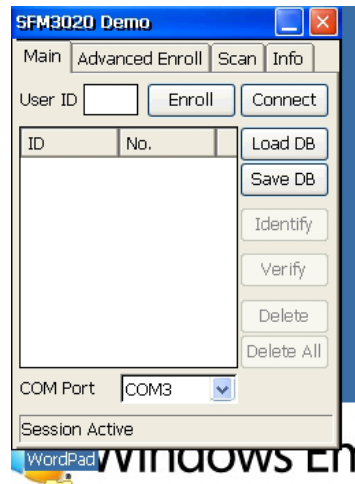 SFM3020 Demo
Main Advanced Enroll Scan Info
User ID Enroll Connect
ID No. Load DB
Save DB
Identify
Verify
Delete
Delete All
COM Port COM3
Session Active
WordPad Windows Em